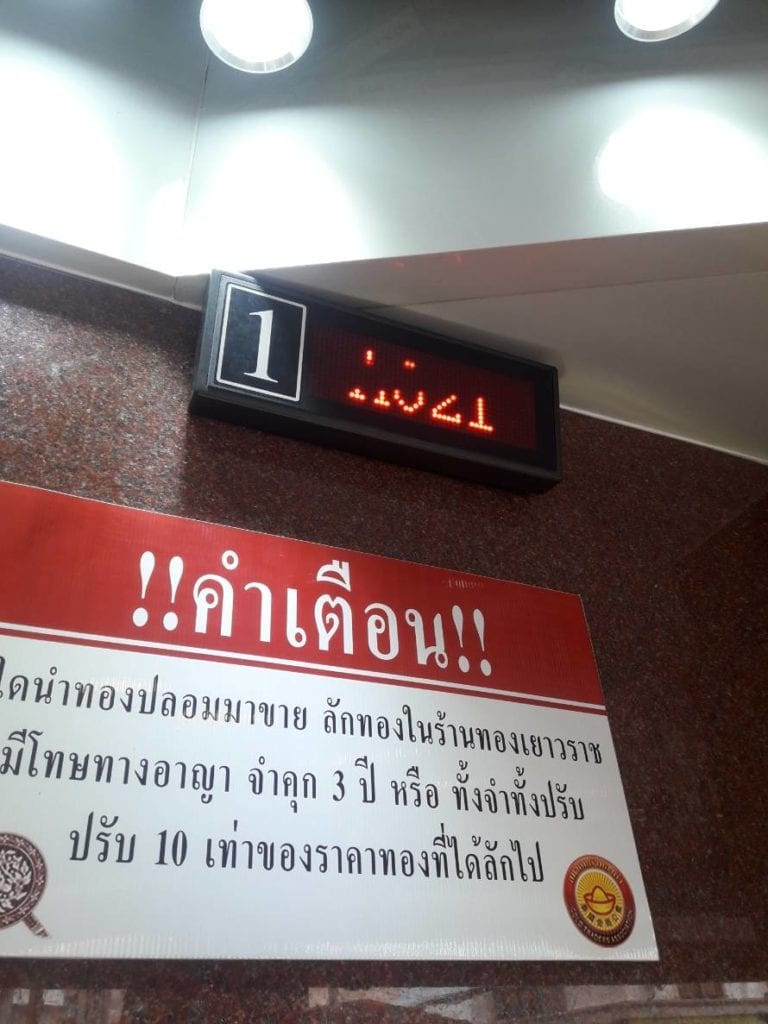 1
!!คำเตือน!!
ใดนำทองปลอมมาขาย ลักทองในร้านทองเยาวราช
มีโทษทางอาญา จำคุก 3 ปี หรือ ทั้งจำทั้งปรับ
ปรับ 10 เท่าของราคาทองที่ได้ลักไป
GOLD TRADERS ASSOCIATION